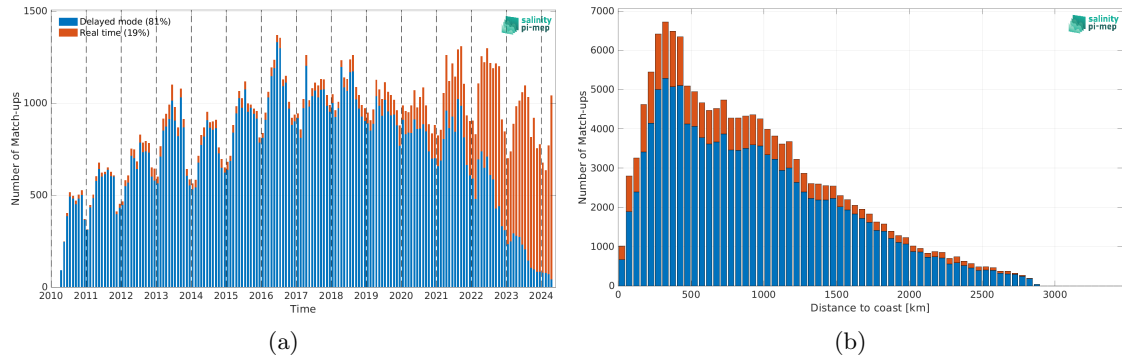 Delayed mode (81%)
Real time (19%)
salinity
pi-mep
Number of Match-ups
1500
1000
500
0
2010 2011 2012 2013 2014 2015 2016 2017 2018 2019 2020 2021 2022 2023 2024
Time
(a)
salinity
pi-mep
Number of Match-ups
7000
6000
5000
4000
3000
2000
1000
0
0 500 1000 1500 2000 2500 3000
Distance to coast [km]
(b)